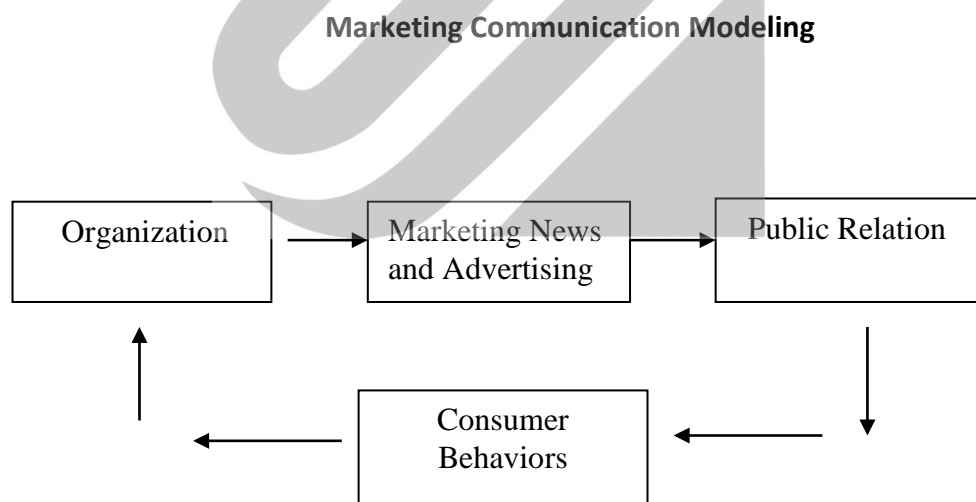 Marketing Communication Modeling
Organization
Marketing News
and Advertising
Public Relation
Consumer
Behaviors